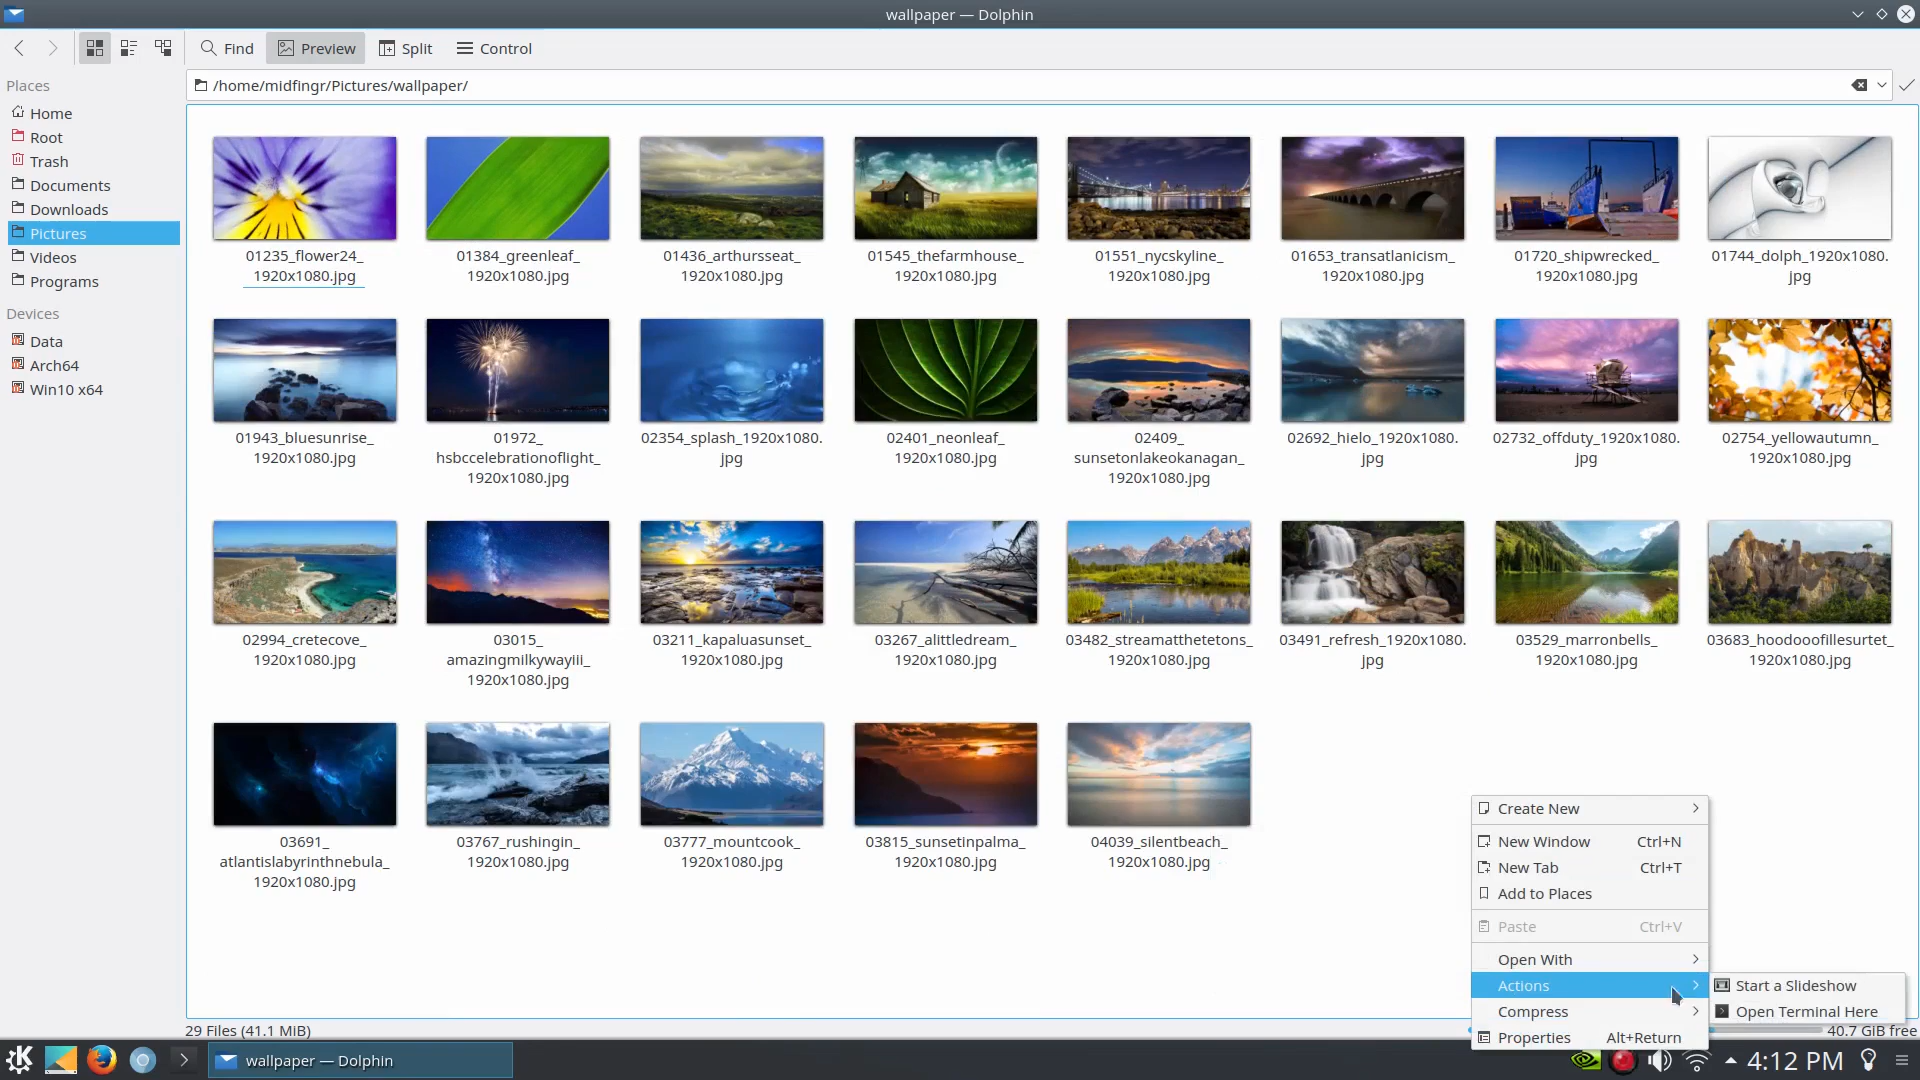 wallpaper — Dolphin
Find
Preview
Split
Control
Places
/home/midfingr/Pictures/wallpaper/
Home
Root
Trash
Documents
Downloads
Pictures
Videos
Programs
Devices
Data
Arch64
Win10 x64
01235_flower24_
1920x1080.jpg
01384_greenleaf_
1920x1080.jpg
01436_arthursseat_
1920x1080.jpg
01545_thefarmhouse_
1920x1080.jpg
01551_nycskyline_
1920x1080.jpg
01653_transatlanicism_
1920x1080.jpg
01720_shipwrecked_
1920x1080.jpg
01744_dolph_1920x1080.
jpg
01943_bluesunrise_
1920x1080.jpg
01972_
hsbccelebrationoflight_
1920x1080.jpg
02354_splash_1920x1080.
jpg
02401_neonleaf_
1920x1080.jpg
02409_
sunsetonlakeokanagan_
1920x1080.jpg
02692_hielo_1920x1080.
jpg
02732_offduty_1920x1080.
jpg
02754_yellowautumn_
1920x1080.jpg
02994_cretecove_
1920x1080.jpg
03015_
amazingmilkywayiii_
1920x1080.jpg
03211_kapaluasunset_
1920x1080.jpg
03267_alittledream_
1920x1080.jpg
03482_streamatthetetons_
1920x1080.jpg
03491_refresh_1920x1080.
jpg
03529_marronbells_
1920x1080.jpg
03683_hoodooofillesurtet_
1920x1080.jpg
03691_
atlantislabyrinthnebula_
1920x1080.jpg
03767_rushingin_
1920x1080.jpg
03777_mountcook_
1920x1080.jpg
03815_sunsetinpalma_
1920x1080.jpg
04039_silentbeach_
1920x1080.jpg
Create New
New Window Ctrl+N
New Tab Ctrl+T
Add to Places
Paste Ctrl+V
Open With
Actions
Compress
Properties Alt+Return
Start a Slideshow
Open Terminal Here
29 Files (41.1 MiB)
40.7 GiB free
wallpaper — Dolphin
4:12 PM